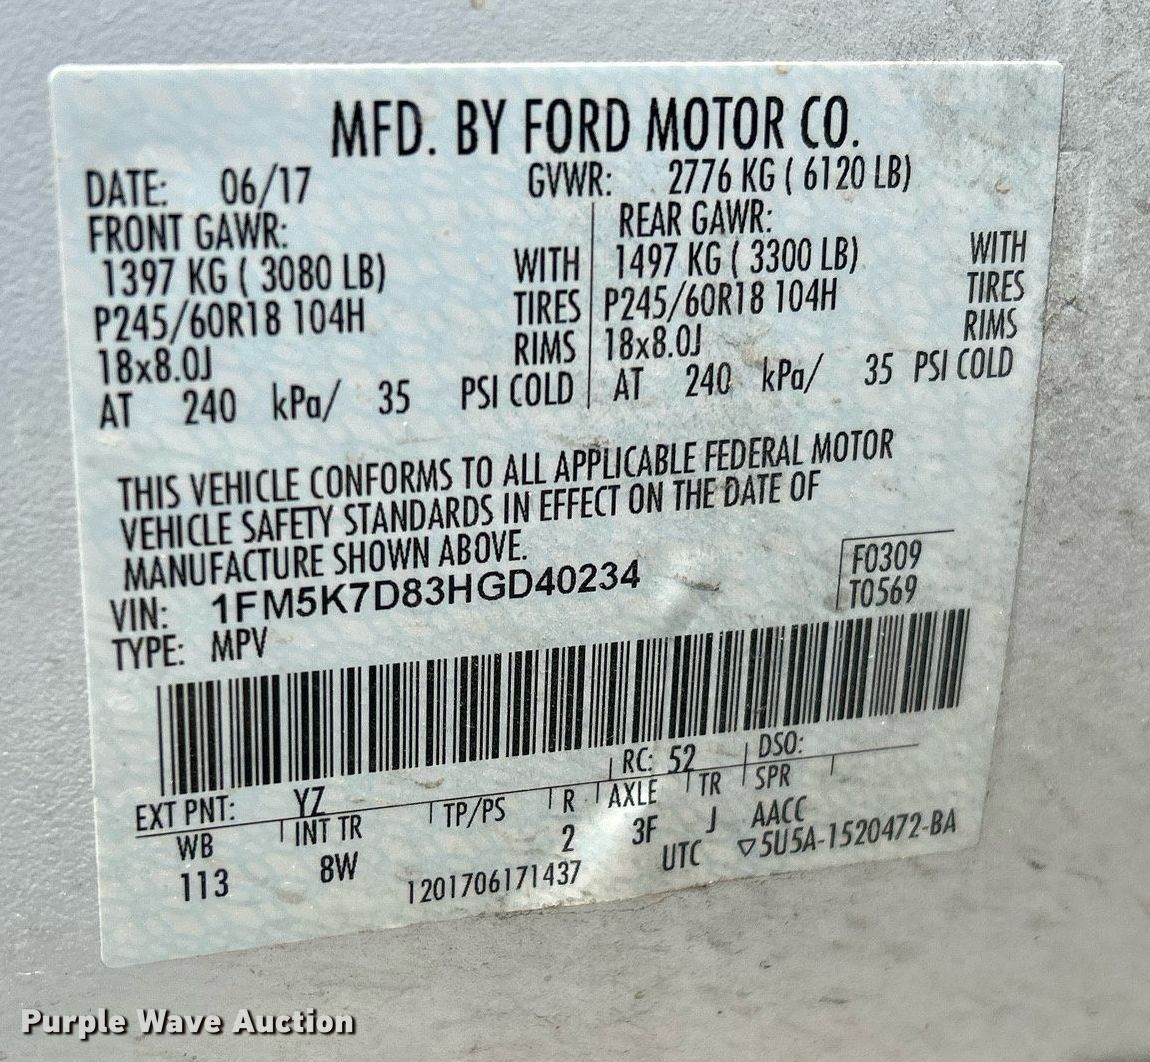 MFD. BY FORD MOTOR CO.
DATE: 06/17 GVWR: 2776 KG ( 6120 LB)
FRONT GAWR: REAR GAWR:
1397 KG ( 3080 LB) WITH 1497 KG ( 3300 LB) WITH
P245/60R18 104H TIRES P245/60R18 104H TIRES
18x8.0J RIMS 18x8.0J RIMS
AT 240 kPa/ 35 PSI COLD AT 240 kPa/ 35 PSI COLD
THIS VEHICLE CONFORMS TO ALL APPLICABLE FEDERAL MOTOR
VEHICLE SAFETY STANDARDS IN EFFECT ON THE DATE OF
MANUFACTURE SHOWN ABOVE.
VIN: 1FM5K7D83HGD40234 F0309
TYPE: MPV T0569
EXT PNT: YZ RC: 52 DSO:
WB INT TR TP/PS R AXLE TR SPR
113 8W 2 3F J AACC
1201706171437 UTC ▽5U5A-1520472-BA
Purple Wave Auction